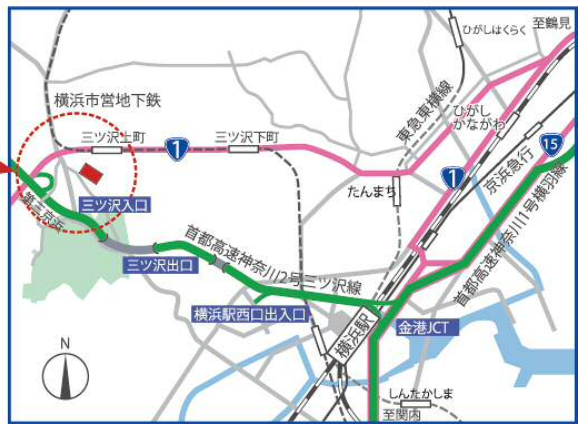 至鶴見
ひがしはくらく
横浜市営地下鉄
東急東横線
ひがし
かながわ
三ツ沢上町
1
三ツ沢下町
15
京浜急行
たんまち
1
第三京浜
三ツ沢入口
首都高速神奈川1号横羽線
三ツ沢出口
首都高速神奈川2号三ツ沢線
横浜駅西口出入口
横浜駅
金港JCT
N
しんたかしま
至関内